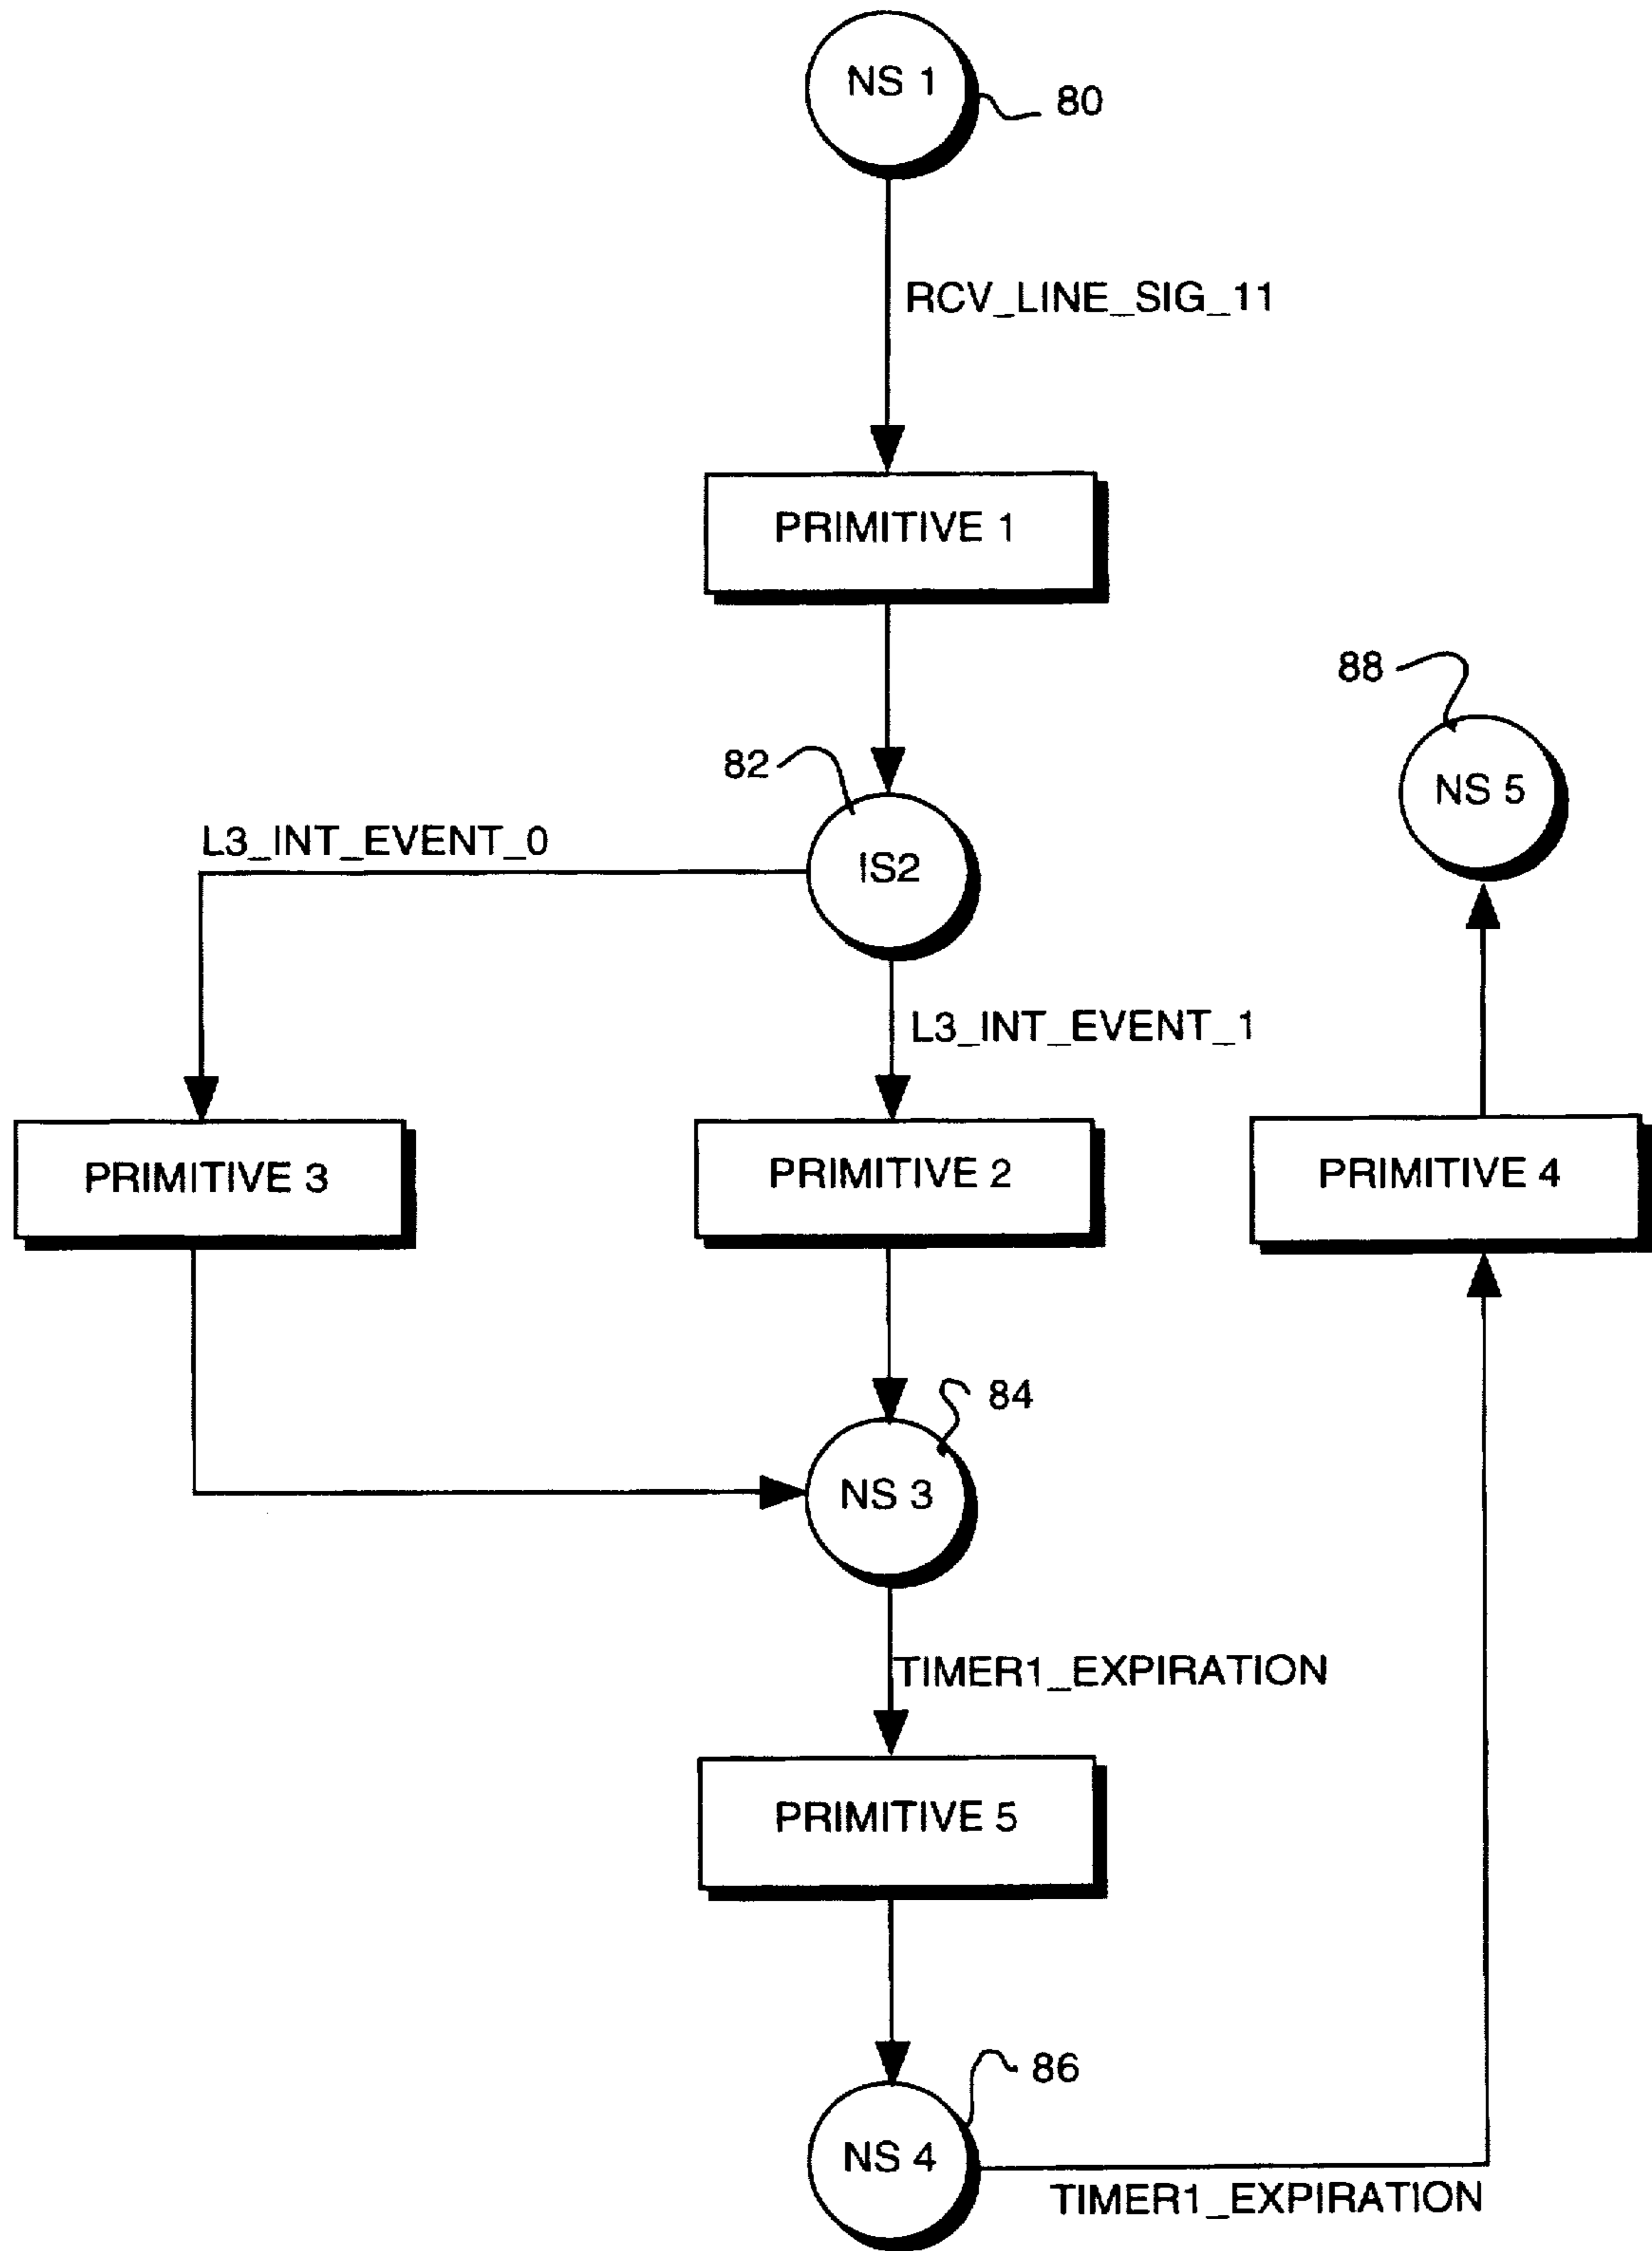 NS 1
80
RCV_LINE_SIG_11
PRIMITIVE 1
88
82
NS 5
L3_INT_EVENT_0
IS2
L3_INT_EVENT_1
PRIMITIVE 3
PRIMITIVE 2
PRIMITIVE 4
84
NS 3
TIMER1_EXPIRATION
PRIMITIVE 5
86
NS 4
TIMER1_EXPIRATION